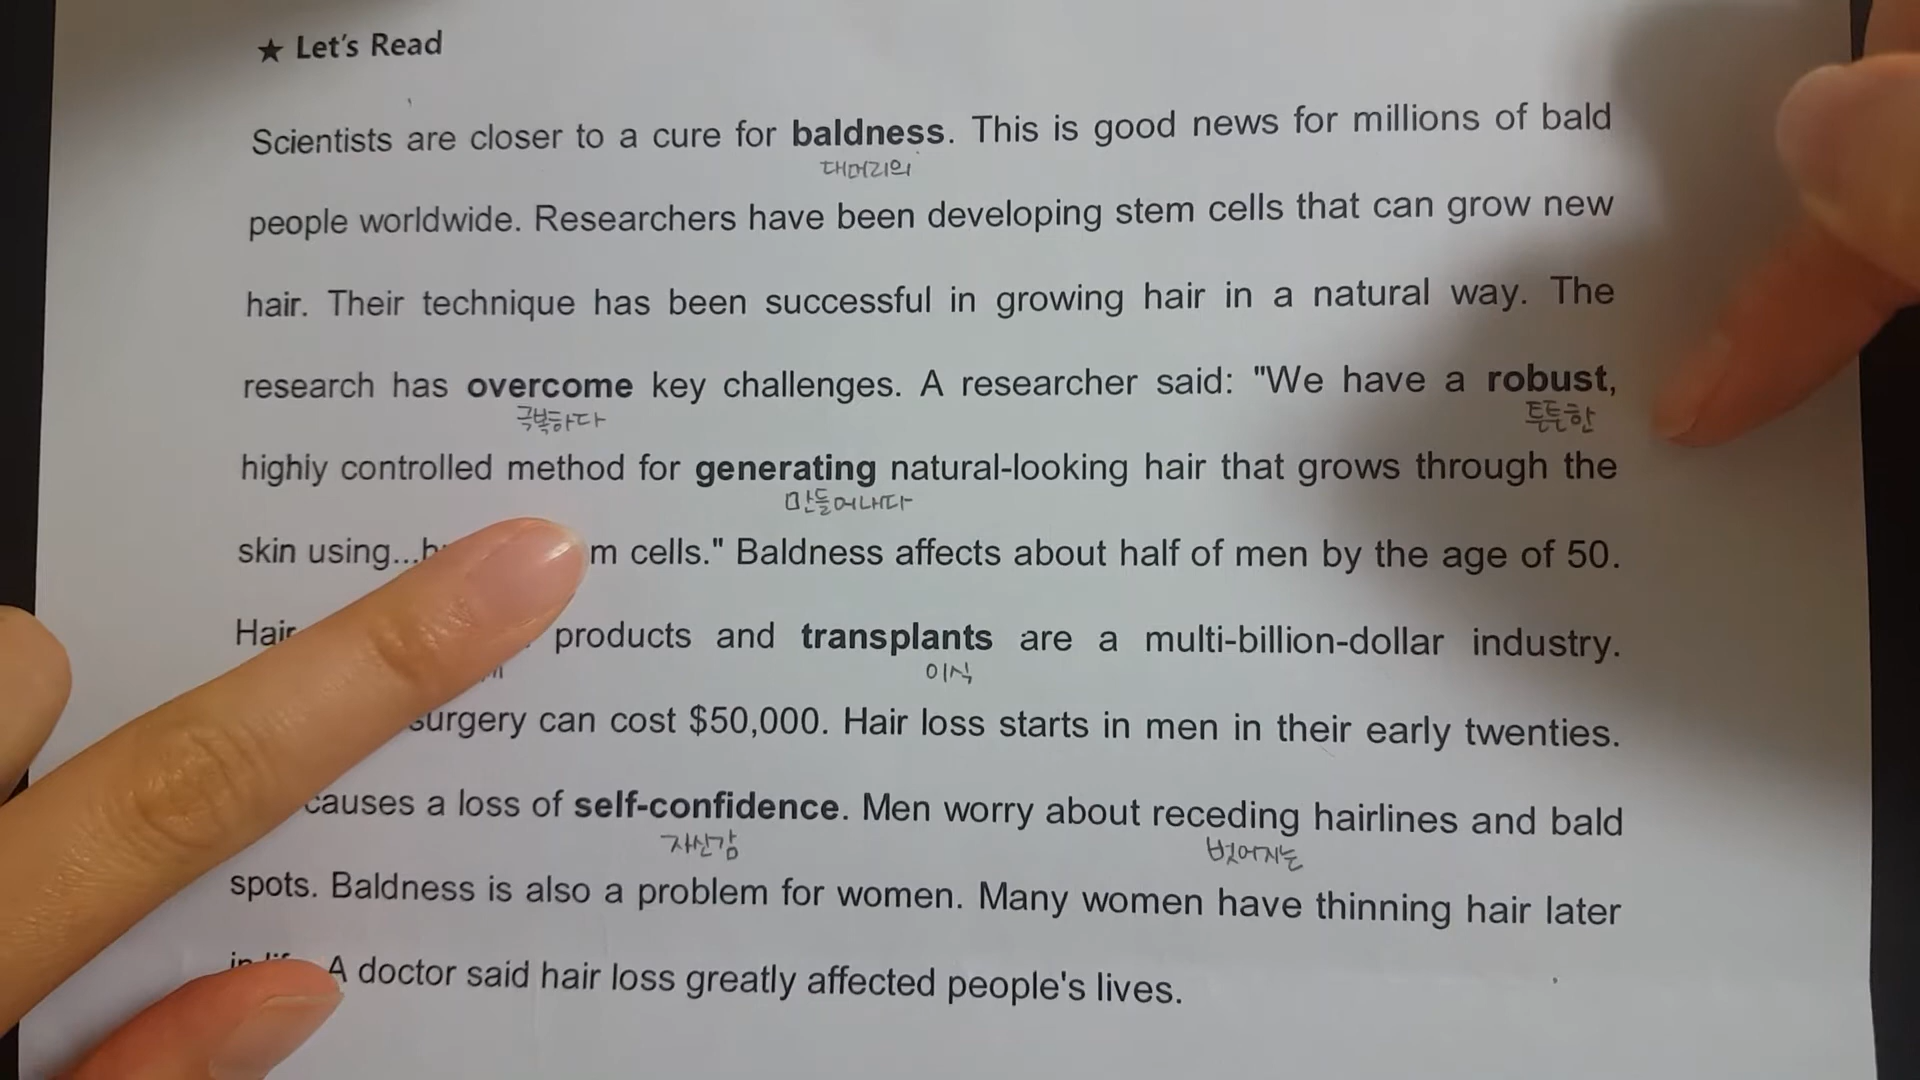 ★ Let's Read
Scientists are closer to a cure for baldness. This is good news for millions of bald
대머리의
people worldwide. Researchers have been developing stem cells that can grow new
hair. Their technique has been successful in growing hair in a natural way. The
research has overcome key challenges. A researcher said: "We have a robust,
극복하다 튼튼한
highly controlled method for generating natural-looking hair that grows through the
만들어내다
skin using... cells." Baldness affects about half of men by the age of 50.
Hair products and transplants are a multi-billion-dollar industry.
이식
surgery can cost $50,000. Hair loss starts in men in their early twenties.
causes a loss of self-confidence. Men worry about receding hairlines and bald
자신감 벗어지는
spots. Baldness is also a problem for women. Many women have thinning hair later
A doctor said hair loss greatly affected people's lives.